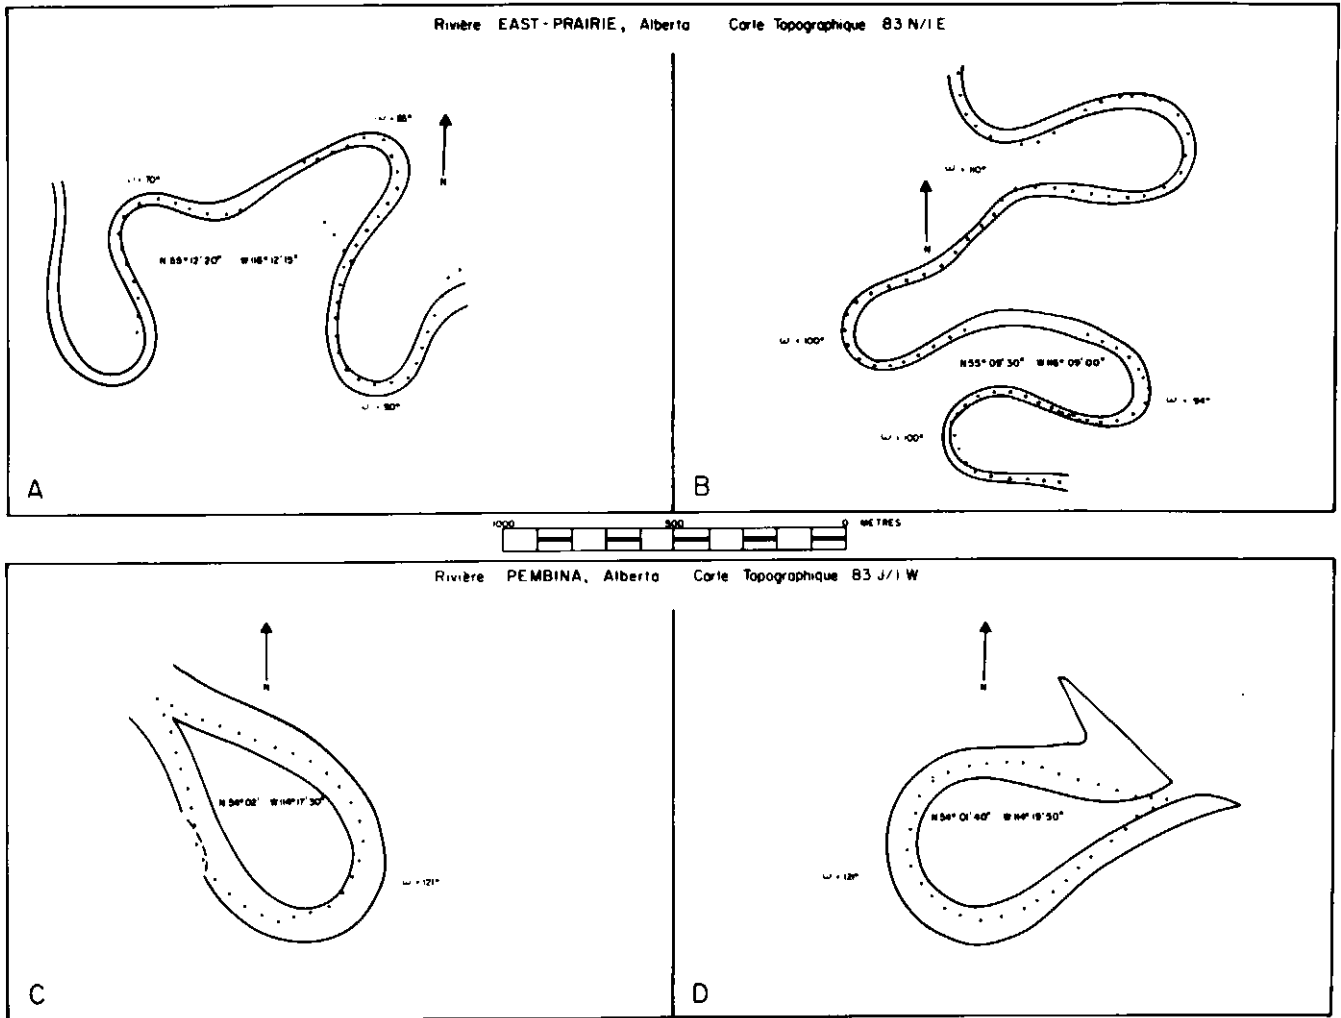 Rivière EAST-PRAIRIE, Alberta Carte Topographique 83 N/1 E
ω = 85°
N
70°
N 55° 12' 20" W 116° 12' 15"
ω = 90°
A
ω = 110°
N
ω = 100°
N 55° 09' 30" W 116° 09' 00"
ω = 94°
ω = 100°
B
1000 500 0 METRES
Rivière PEMBINA, Alberta Carte Topographique 83 J/1 W
N
N 54° 02' W 114° 17' 30"
ω = 121°
C
N
N 54° 01' 40" W 114° 19' 50"
ω = 121°
D